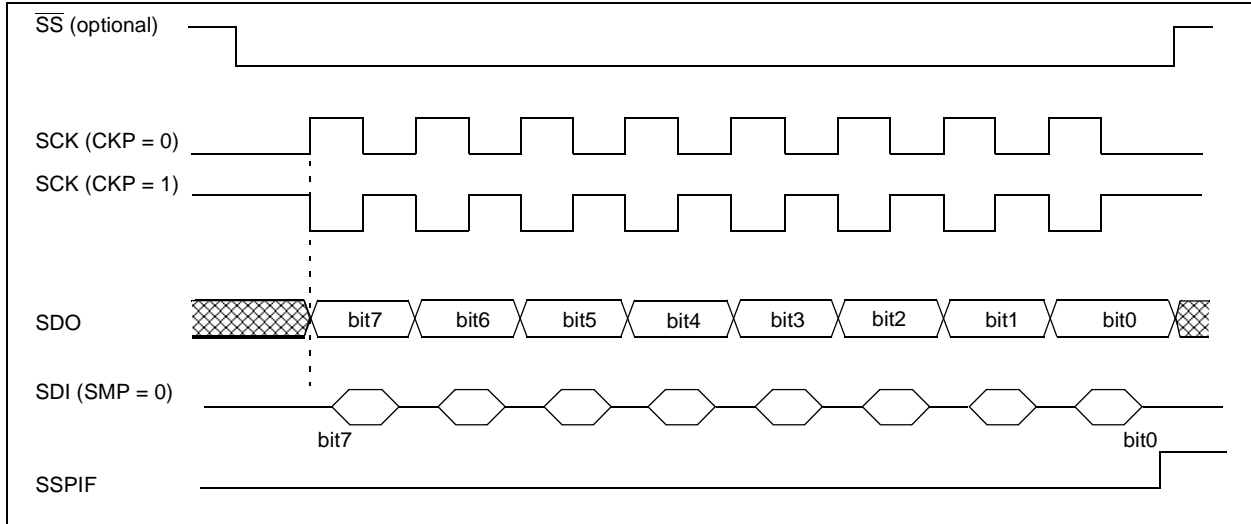 S̅S̅ (optional)
SCK (CKP = 0)
SCK (CKP = 1)
SDO
bit7 bit6 bit5 bit4 bit3 bit2 bit1 bit0
SDI (SMP = 0)
bit7 bit0
SSPIF